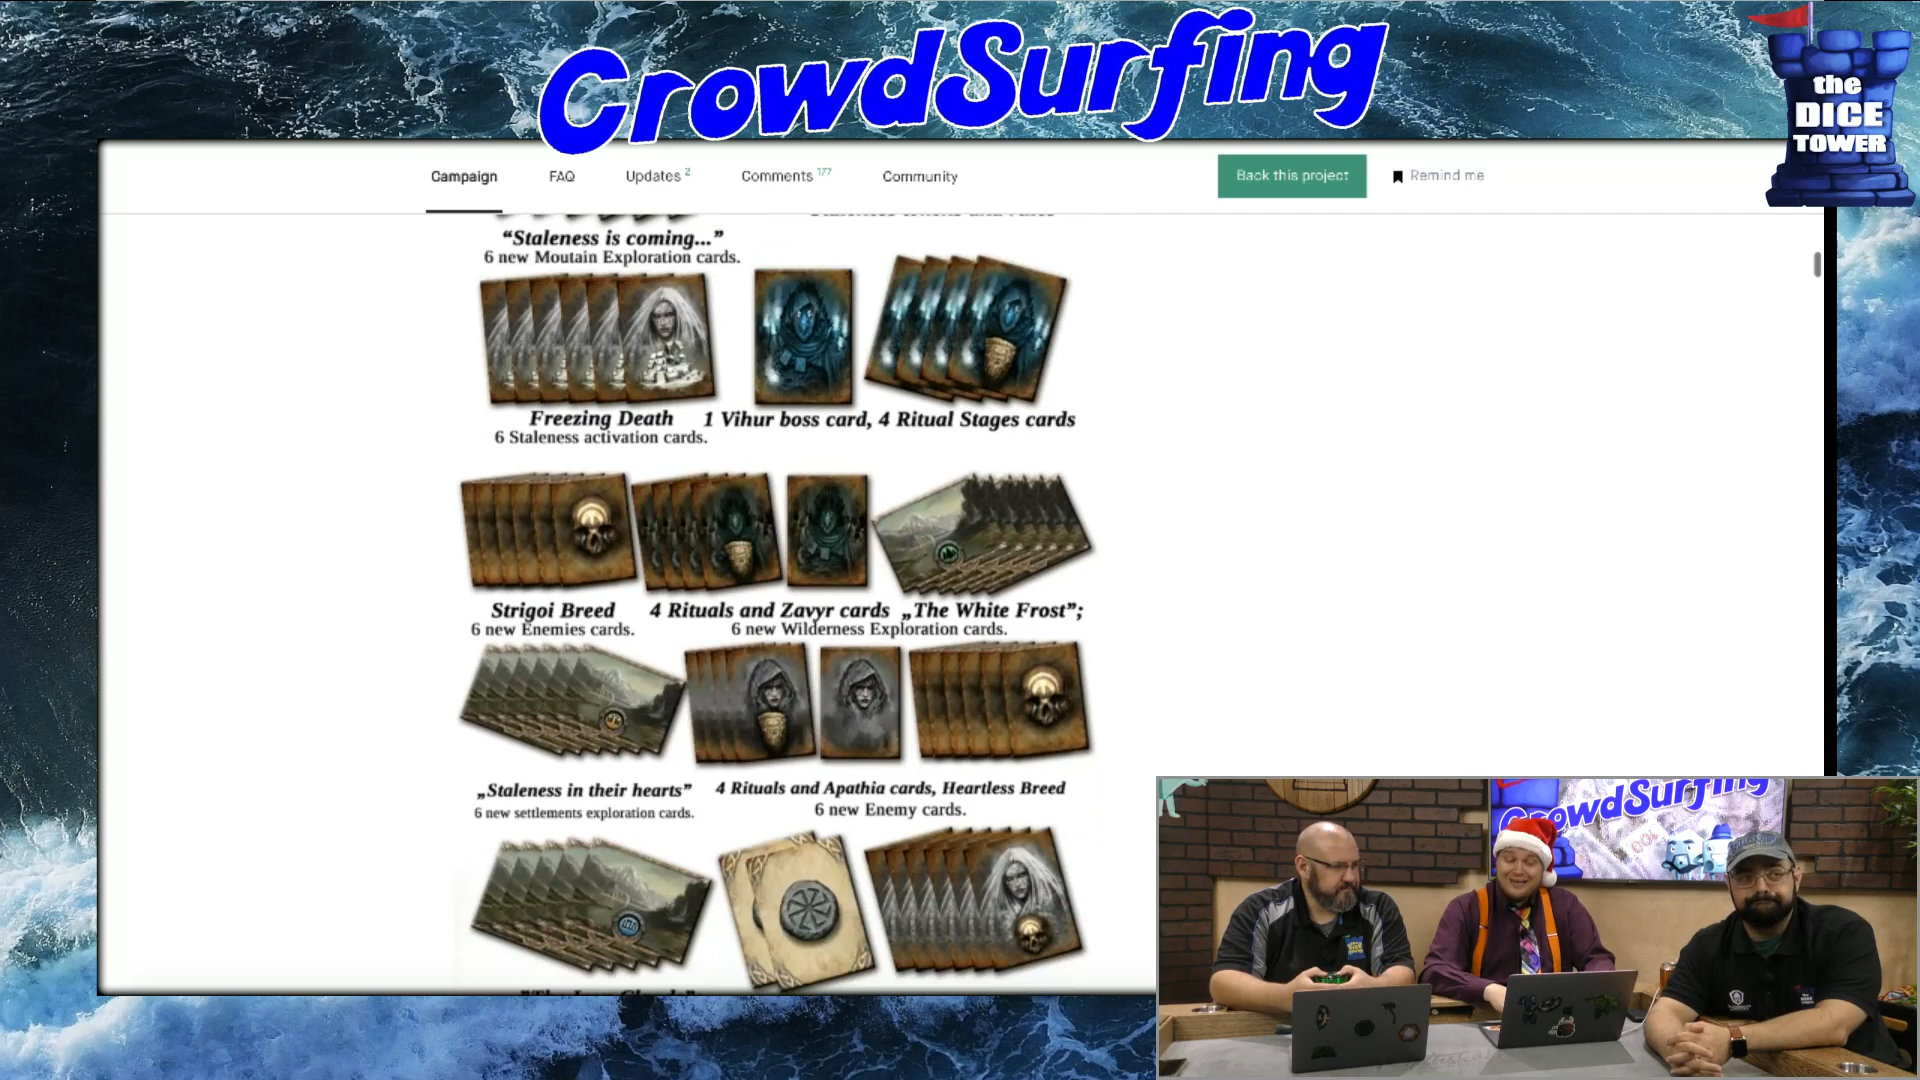 CrowdSurfing
the
DICE
TOWER
Campaign
FAQ
Updates 2
Comments 177
Community
Back this project
Remind me
“Staleness is coming...”
6 new Moutain Exploration cards.
Freezing Death
6 Staleness activation cards.
1 Vihur boss card, 4 Ritual Stages cards
Strigoi Breed
6 new Enemies cards.
4 Rituals and Zavyr cards „The White Frost”;
6 new Wilderness Exploration cards.
„Staleness in their hearts”
6 new settlements exploration cards.
4 Rituals and Apathia cards, Heartless Breed
6 new Enemy cards.
CrowdSurfing